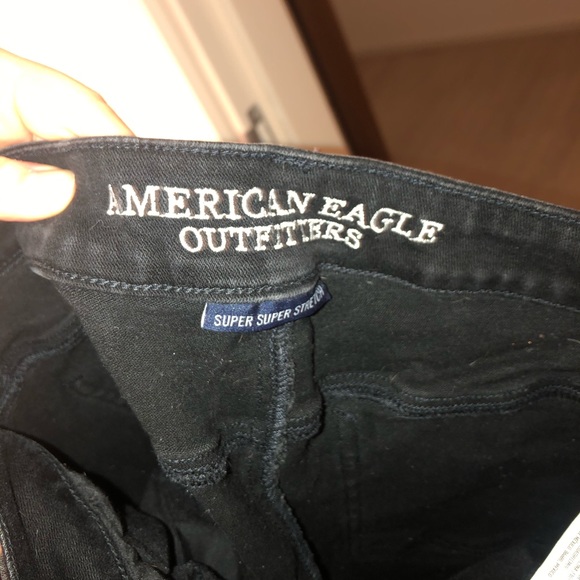 AMERICAN EAGLE
OUTFITTERS
SUPER SUPER STRETCH